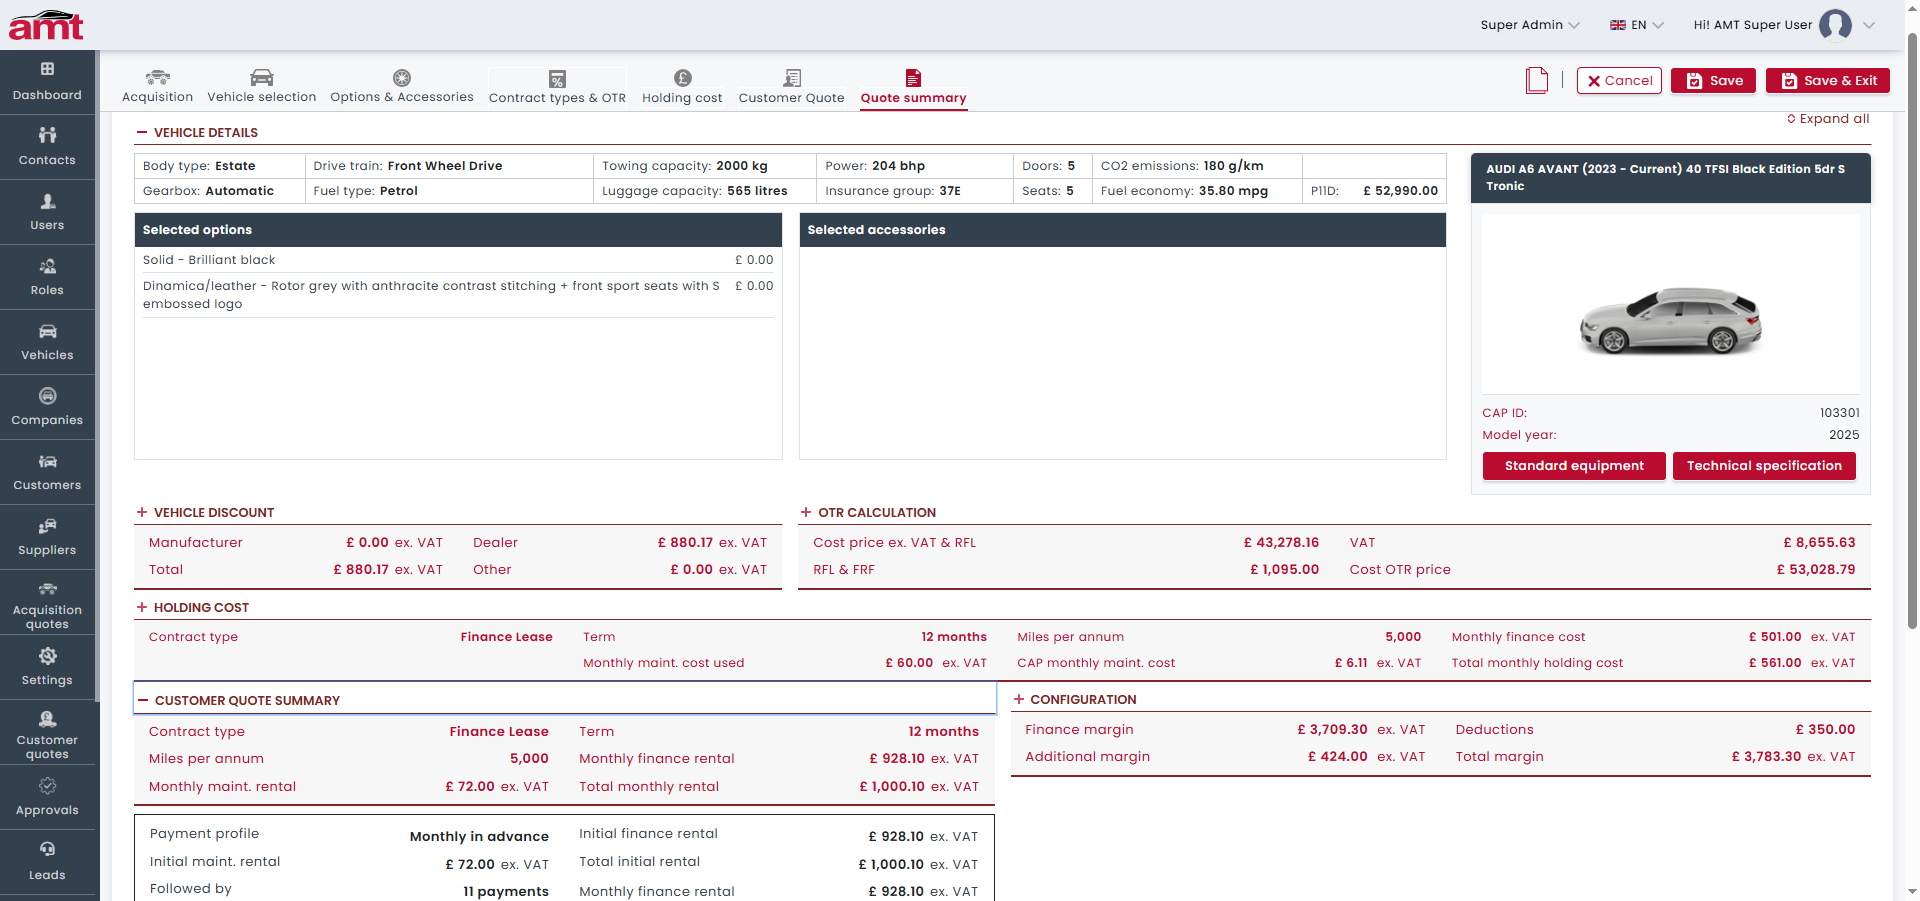 amt
Super Admin
EN
Hi! AMT Super User
Dashboard
Contacts
Users
Roles
Vehicles
Companies
Customers
Suppliers
Acquisition
quotes
Settings
Customer
quotes
Approvals
Leads
Acquisition
Vehicle selection
Options & Accessories
Contract types & OTR
Holding cost
Customer Quote
Quote summary
Cancel
Save
Save & Exit
Expand all
VEHICLE DETAILS
Body type: Estate Drive train: Front Wheel Drive Towing capacity: 2000 kg Power: 204 bhp Doors: 5 CO2 emissions: 180 g/km
Gearbox: Automatic Fuel type: Petrol Luggage capacity: 565 litres Insurance group: 37E Seats: 5 Fuel economy: 35.80 mpg P11D: £ 52,990.00
Selected options
Solid - Brilliant black £ 0.00
Dinamica/leather - Rotor grey with anthracite contrast stitching + front sport seats with S £ 0.00
embossed logo
Selected accessories
AUDI A6 AVANT (2023 - Current) 40 TFSI Black Edition 5dr S
Tronic
CAP ID: 103301
Model year: 2025
Standard equipment
Technical specification
VEHICLE DISCOUNT
Manufacturer £ 0.00 ex. VAT Dealer £ 880.17 ex. VAT
Total £ 880.17 ex. VAT Other £ 0.00 ex. VAT
OTR CALCULATION
Cost price ex. VAT & RFL £ 43,278.16 VAT £ 8,655.63
RFL & FRF £ 1,095.00 Cost OTR price £ 53,028.79
HOLDING COST
Contract type Finance Lease Term 12 months Miles per annum 5,000 Monthly finance cost £ 501.00 ex. VAT
Monthly maint. cost used £ 60.00 ex. VAT CAP monthly maint. cost £ 6.11 ex. VAT Total monthly holding cost £ 561.00 ex. VAT
CUSTOMER QUOTE SUMMARY
Contract type Finance Lease Term 12 months
Miles per annum 5,000 Monthly finance rental £ 928.10 ex. VAT
Monthly maint. rental £ 72.00 ex. VAT Total monthly rental £ 1,000.10 ex. VAT
CONFIGURATION
Finance margin £ 3,709.30 ex. VAT Deductions £ 350.00
Additional margin £ 424.00 ex. VAT Total margin £ 3,783.30 ex. VAT
Payment profile Monthly in advance Initial finance rental £ 928.10 ex. VAT
Initial maint. rental £ 72.00 ex. VAT Total initial rental £ 1,000.10 ex. VAT
Followed by 11 payments Monthly finance rental £ 928.10 ex. VAT